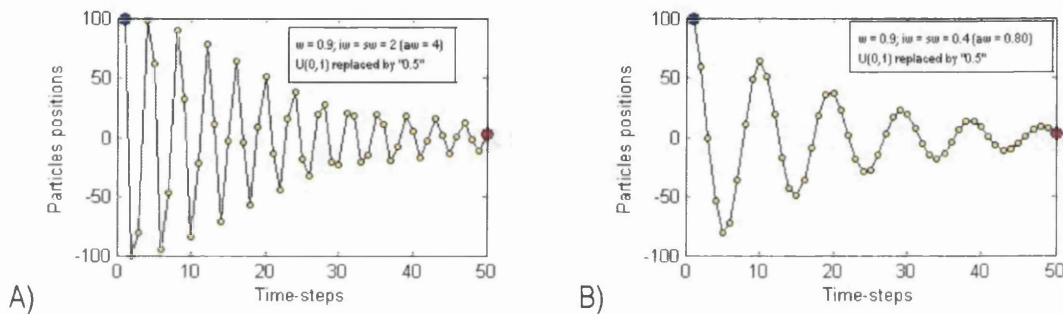 100
50
0
-50
-100
Particles positions
w = 0.9; iw = sw = 2 (aw = 4)
U(0,1) replaced by "0.5"
0 10 20 30 40 50
Time-steps
A)
100
50
0
-50
-100
Particles positions
w = 0.9; iw = sw = 0.4 (aw = 0.80)
U(0,1) replaced by "0.5"
0 10 20 30 40 50
Time-steps
B)